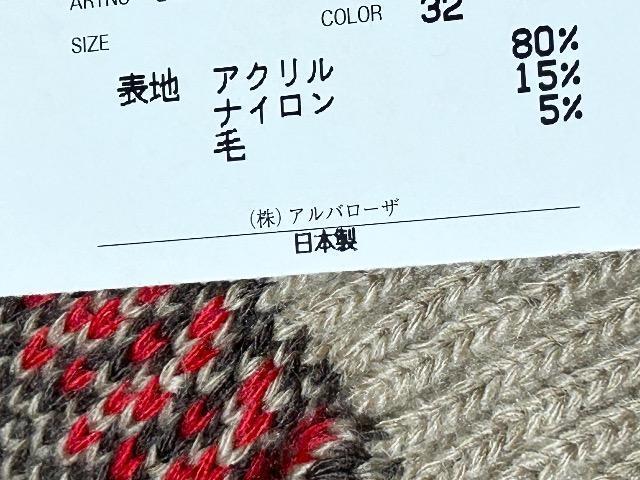 COLOR 32
SIZE
表地 アクリル 80%
ナイロン 15%
毛 5%
(株)アルバローザ
日本製